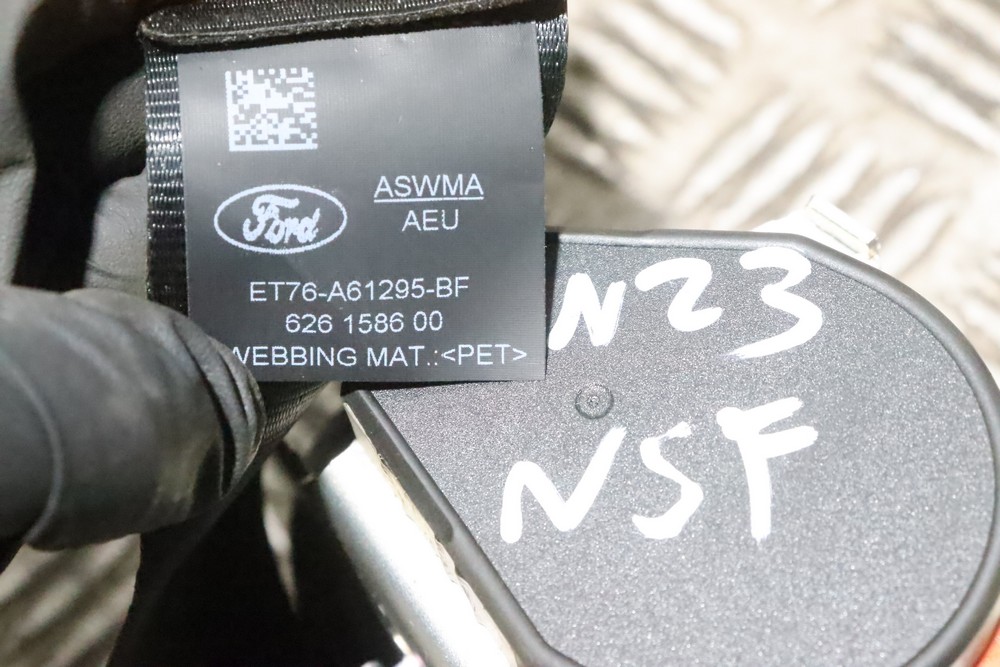 Ford
ASWMA
AEU
ET76-A61295-BF
626 1586 00
WEBBING MAT.:<PET>
N23
NSF